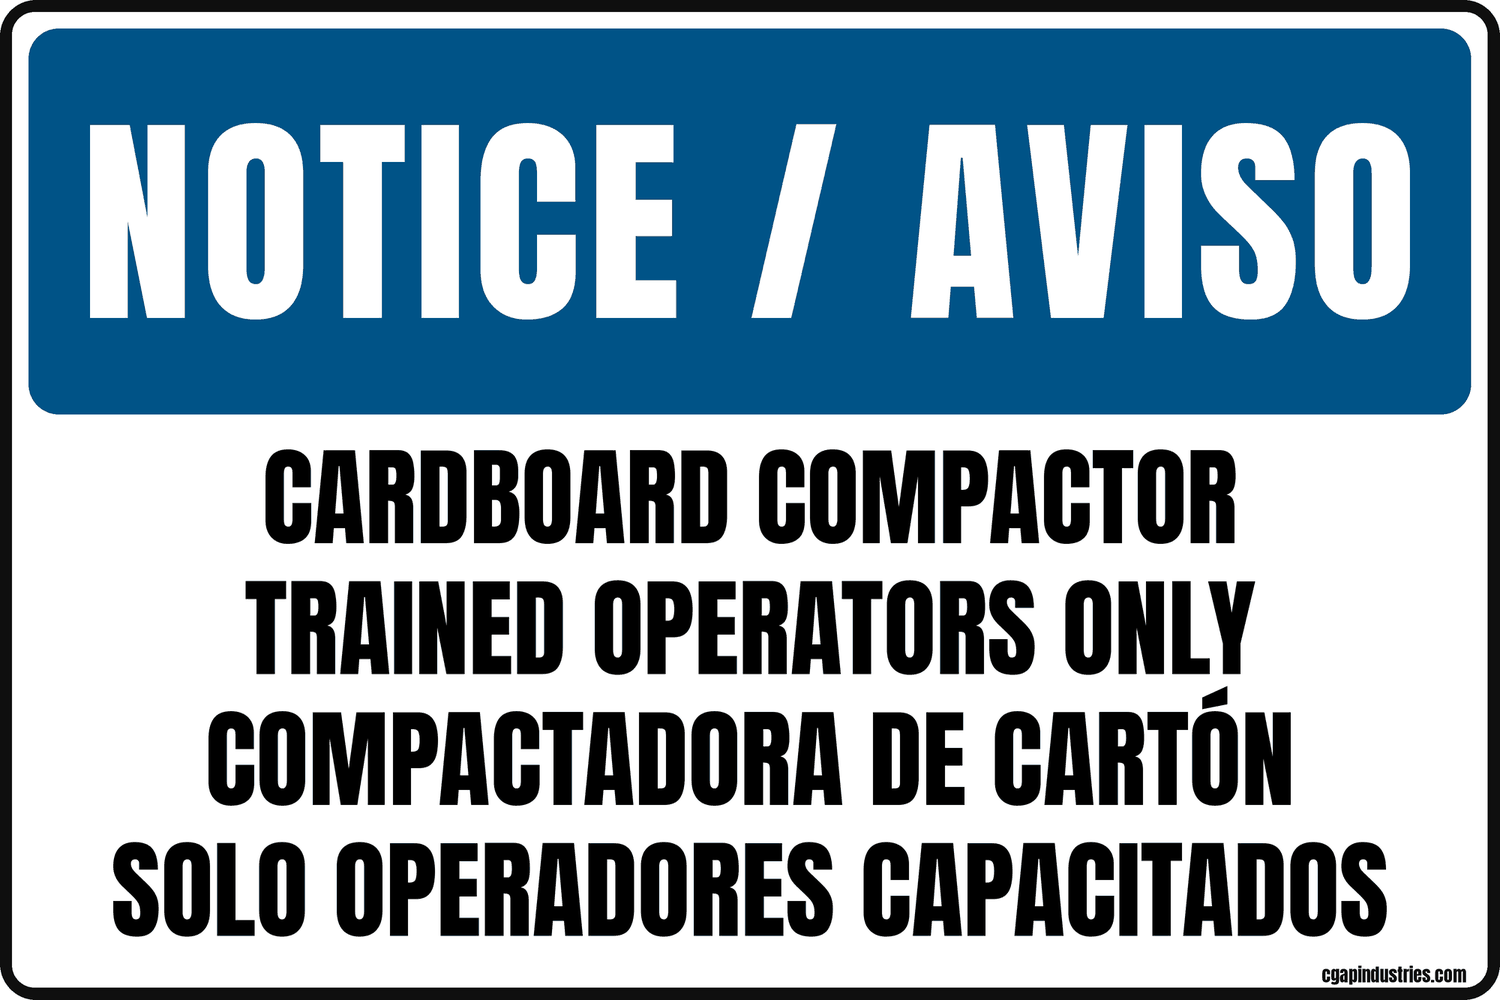 NOTICE / AVISO
CARDBOARD COMPACTOR
TRAINED OPERATORS ONLY
COMPACTADORA DE CARTÓN
SOLO OPERADORES CAPACITADOS
cgapindustries.com